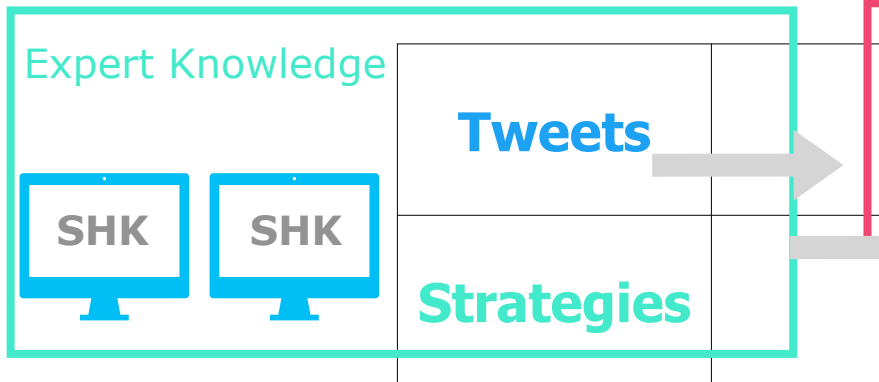 Expert Knowledge
Tweets
SHK
SHK
Strategies